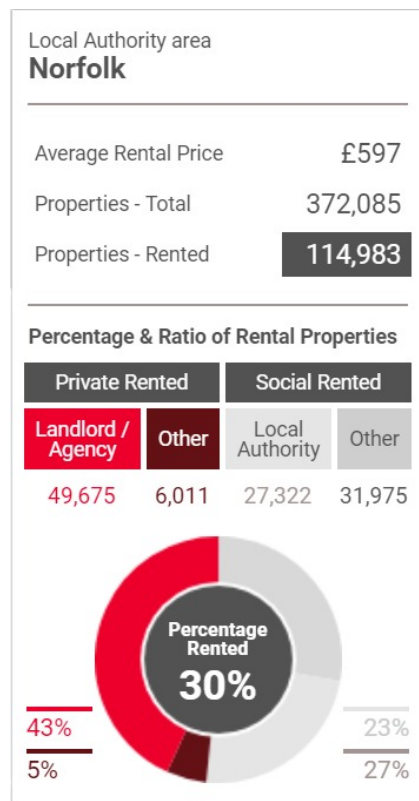 Local Authority area
Norfolk
Average Rental Price £597
Properties - Total 372,085
Properties - Rented 114,983
Percentage & Ratio of Rental Properties
Private Rented Social Rented
Landlord / Agency Other Local Authority Other
49,675 6,011 27,322 31,975
Percentage
Rented
30%
43% 23%
5% 27%